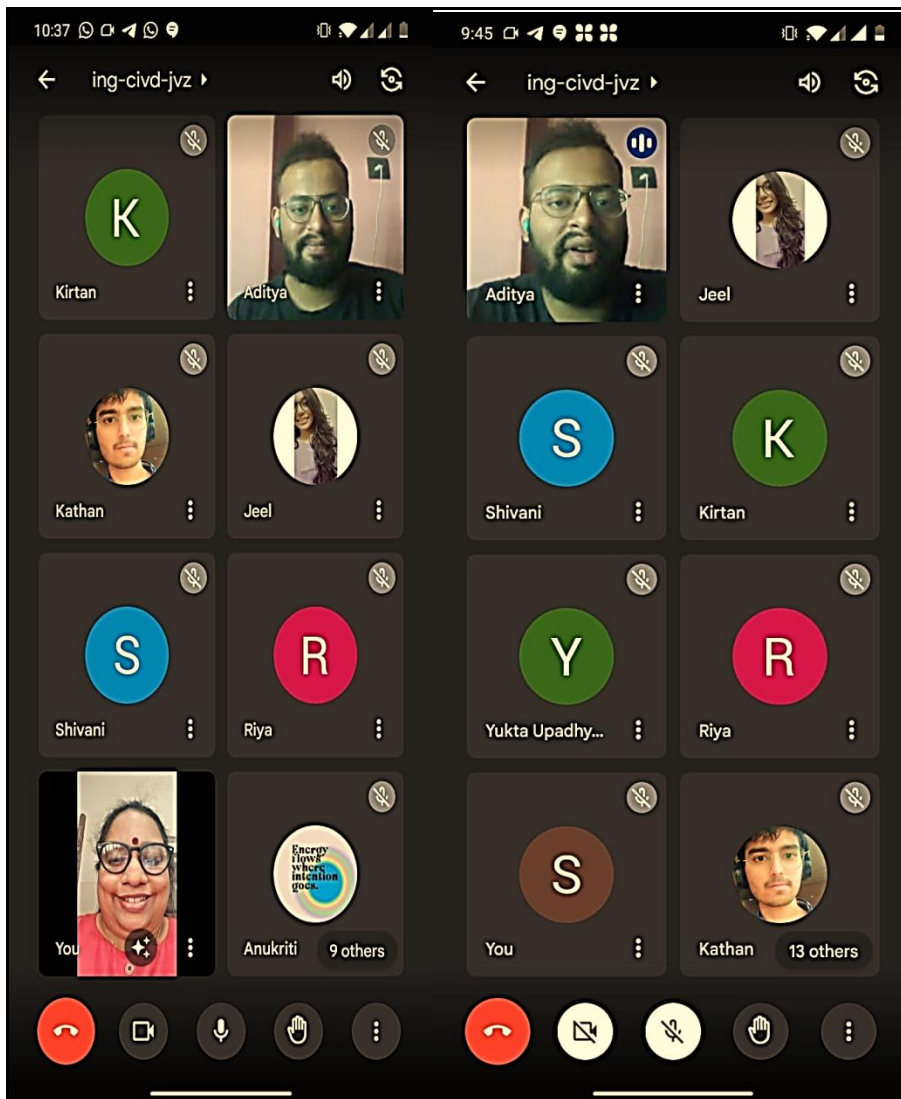 10:37
ing-civd-jvz
K
Kirtan
Aditya
Kathan
Jeel
S
Shivani
R
Riya
You
Energy
flows
where
intention
goes.
Anukriti
9 others
9:45
ing-civd-jvz
Aditya
Jeel
S
Shivani
K
Kirtan
Y
Yukta Upadhy...
R
Riya
S
You
Kathan
13 others